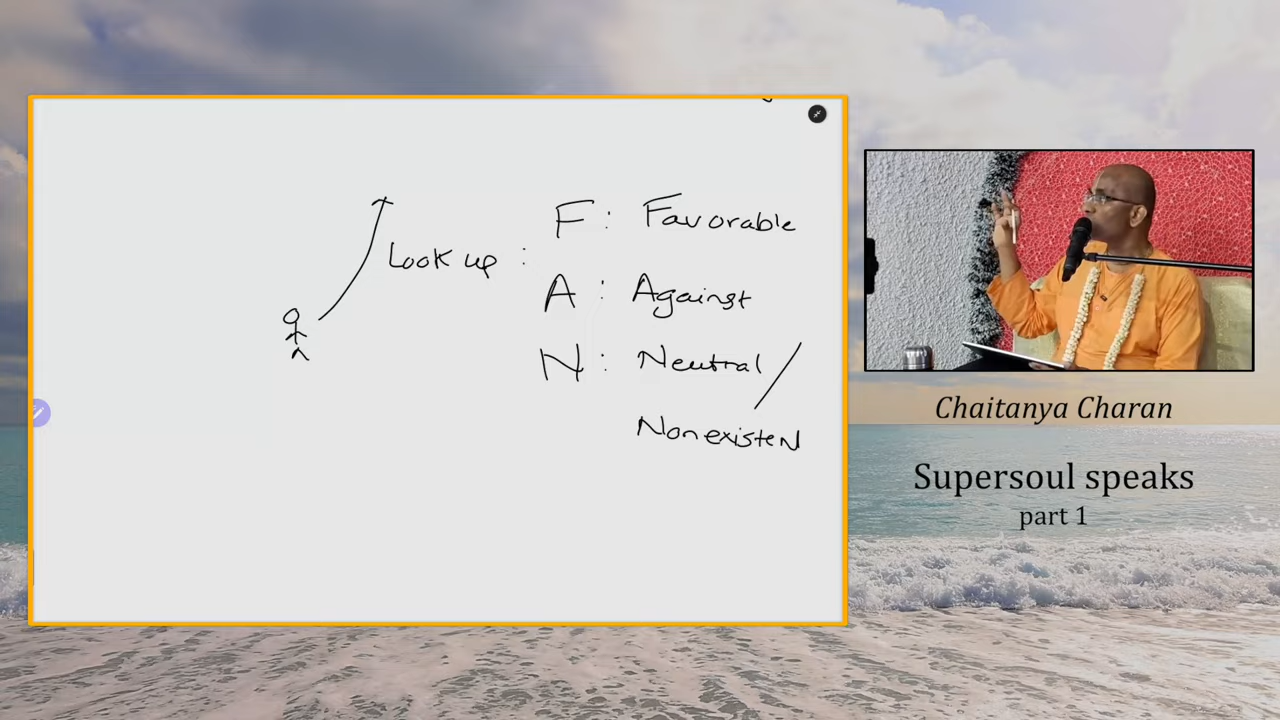 F : Favorable
Look up :
A : Against
N : Neutral /
NonexisteN
Chaitanya Charan
Supersoul speaks
part 1